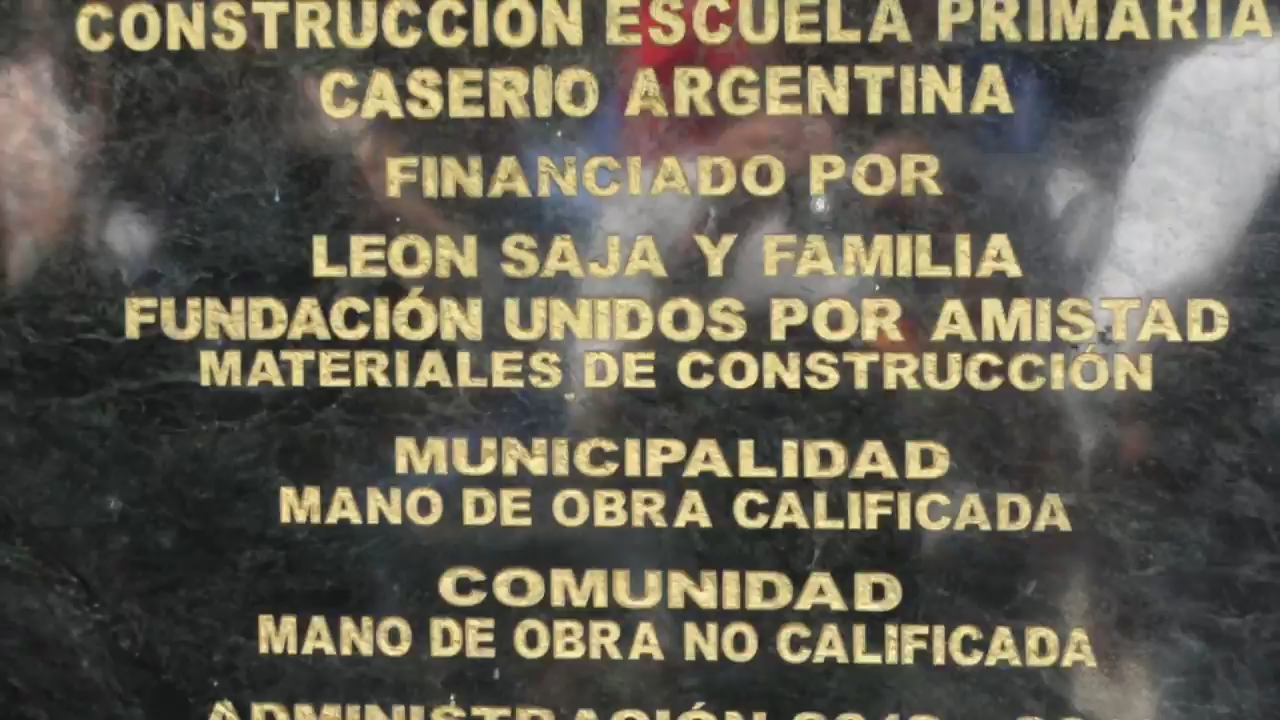 CONSTRUCCIÓN ESCUELA PRIMARIA
CASERIO ARGENTINA
FINANCIADO POR
LEON SAJA Y FAMILIA
FUNDACIÓN UNIDOS POR AMISTAD
MATERIALES DE CONSTRUCCIÓN
MUNICIPALIDAD
MANO DE OBRA CALIFICADA
COMUNIDAD
MANO DE OBRA NO CALIFICADA
ADMINISTRACIÓN